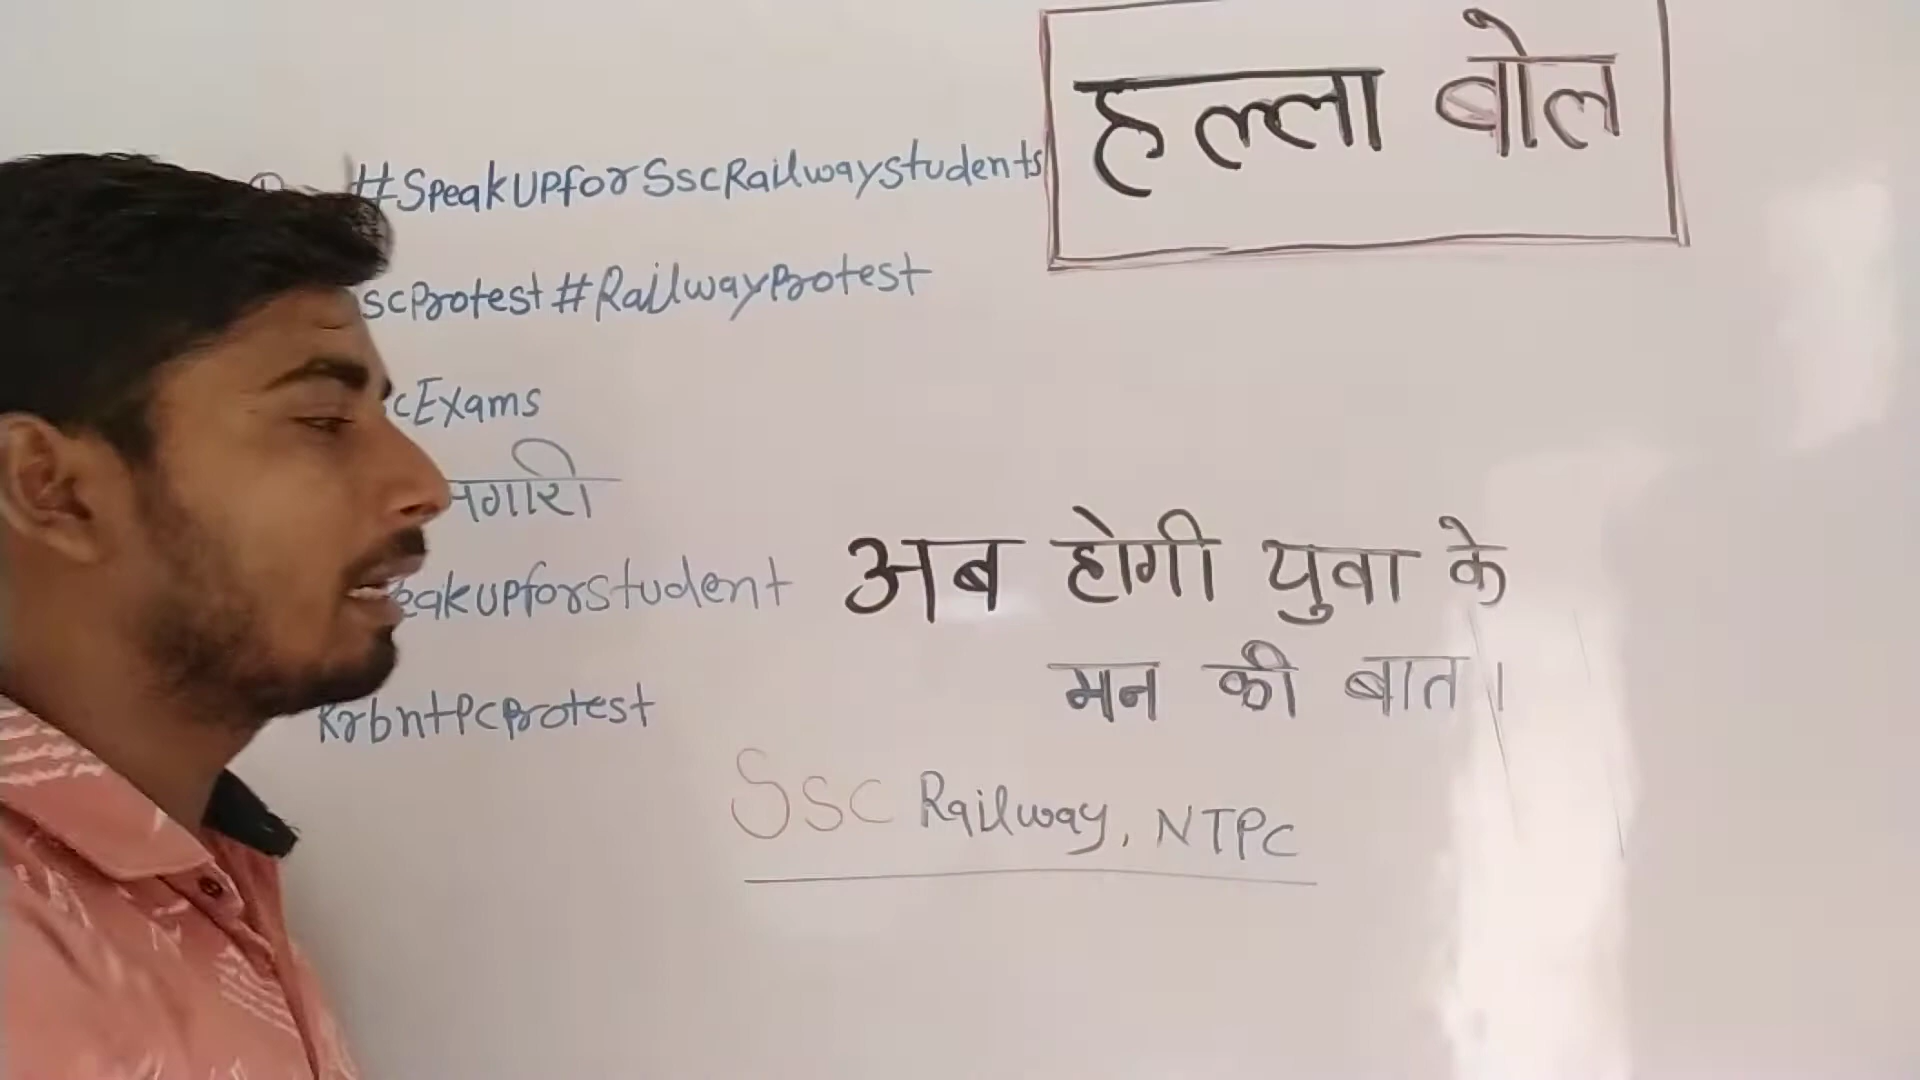 हल्ला बोल
#SpeakUpforSscRailwaystudents
scProtest #RailwayProtest
cExams
गारी
eakupforstudent
krbntpcprotest
अब होगी युवा के
मन की बात।
SSC Railway, NTPC